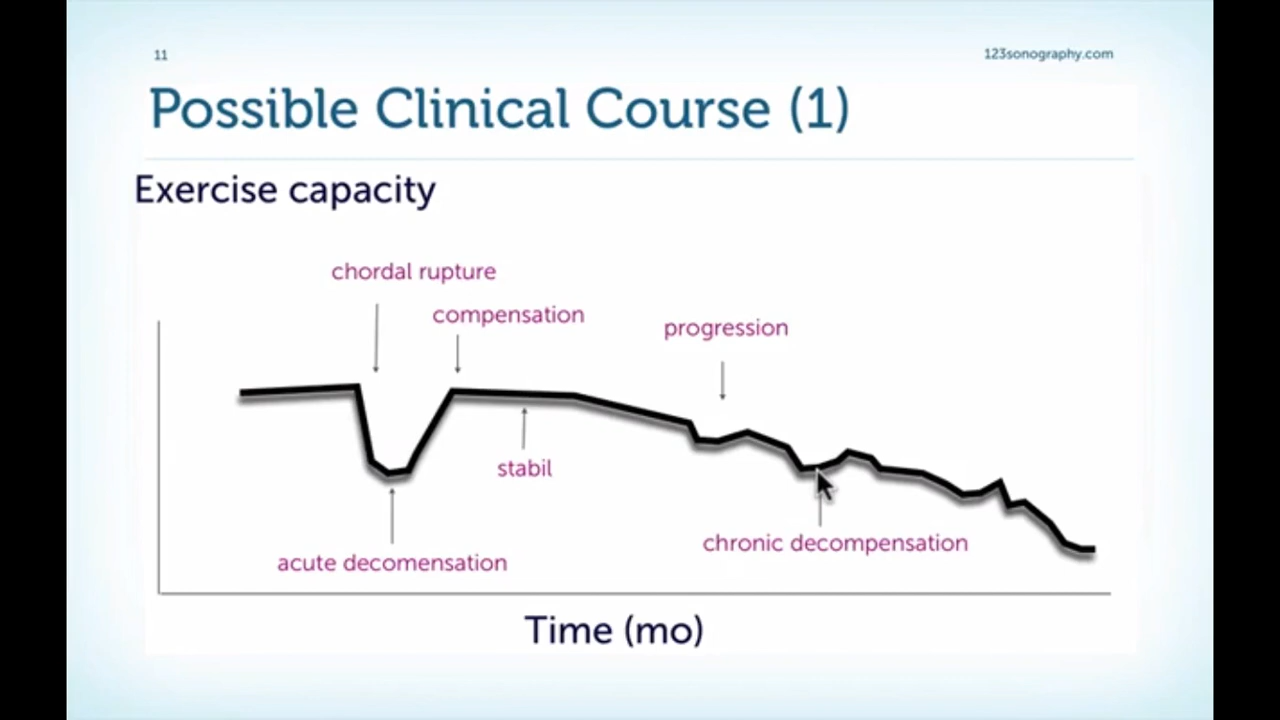 11
123sonography.com
Possible Clinical Course (1)
Exercise capacity
chordal rupture
compensation
progression
stabil
chronic decompensation
acute decomensation
Time (mo)